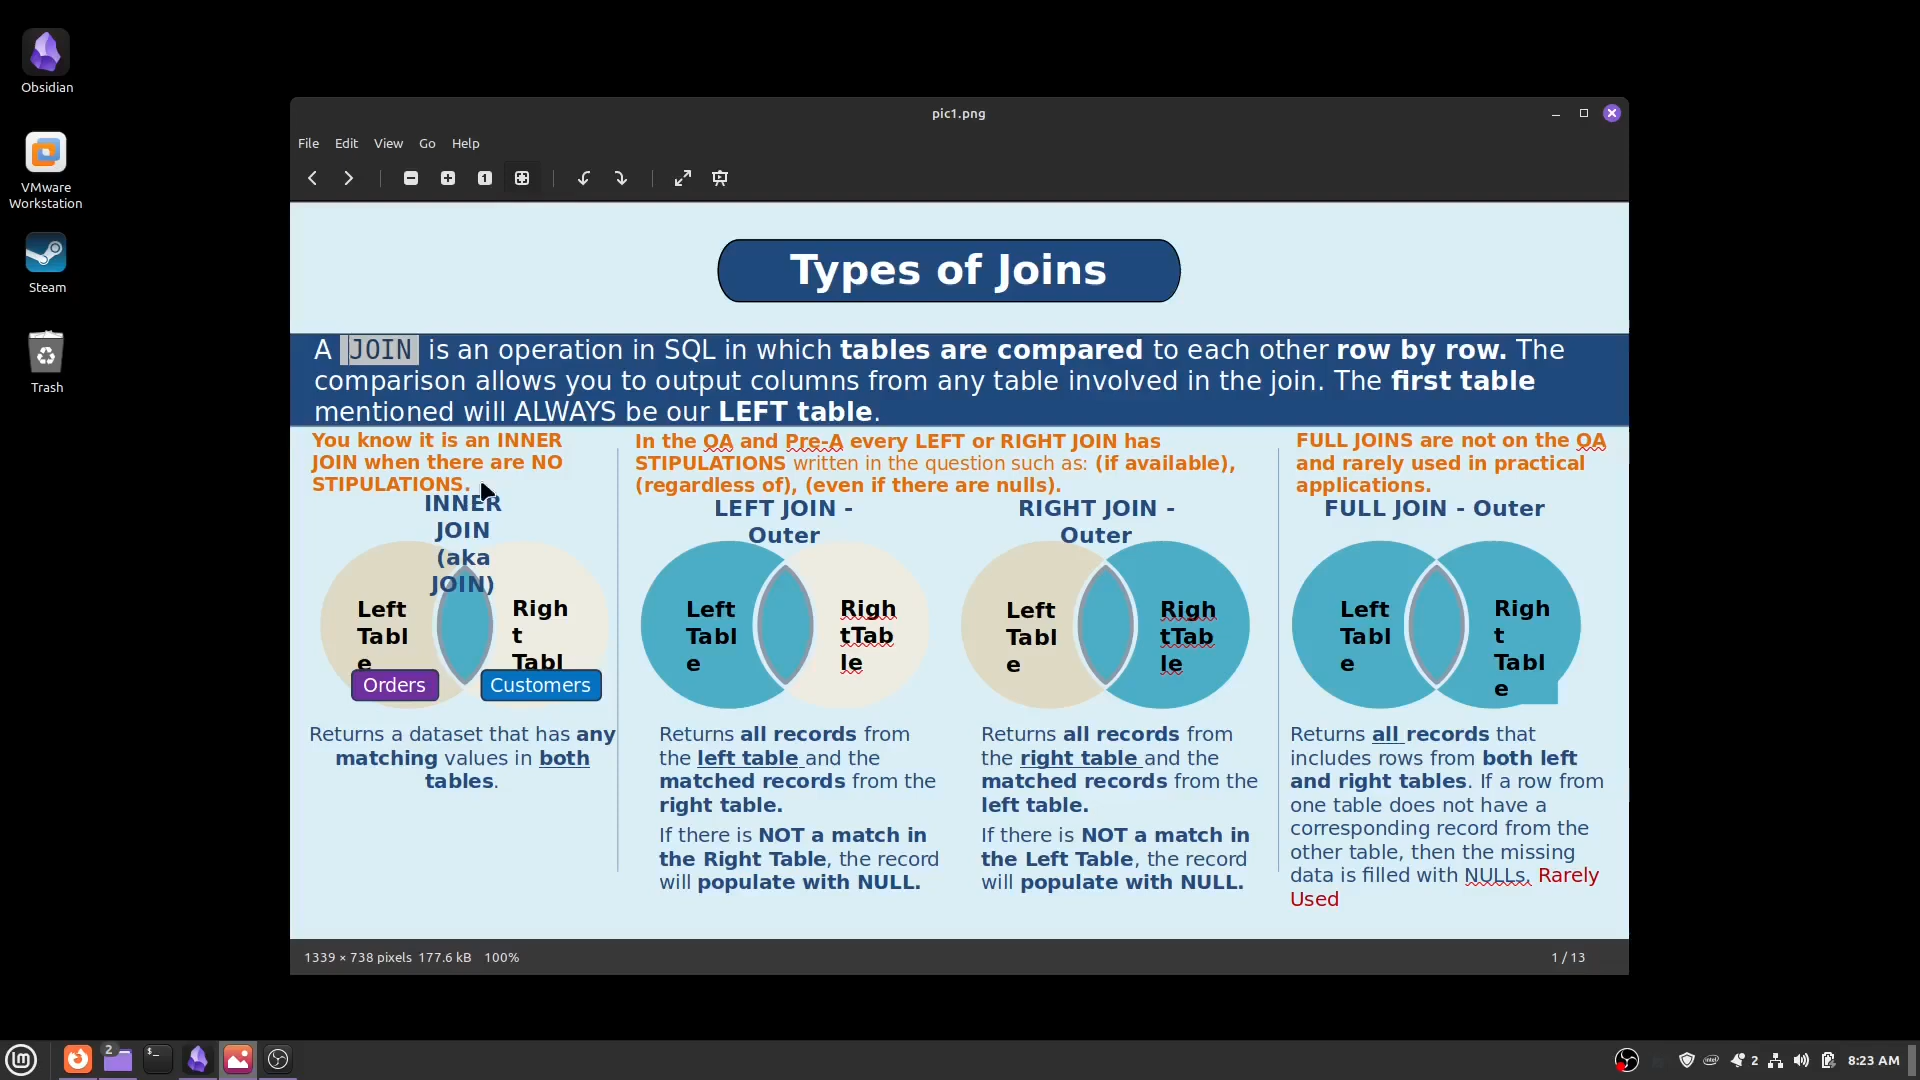 Obsidian
VMware
Workstation
Steam
Trash
pic1.png
File Edit View Go Help
Types of Joins
A JOIN is an operation in SQL in which tables are compared to each other row by row. The
comparison allows you to output columns from any table involved in the join. The first table
mentioned will ALWAYS be our LEFT table.
You know it is an INNER
JOIN when there are NO
STIPULATIONS.
INNER
JOIN
(aka
JOIN)
Left
Tabl
e
Righ
t
Tabl
Orders
Customers
Returns a dataset that has any
matching values in both
tables.
In the QA and Pre-A every LEFT or RIGHT JOIN has
STIPULATIONS written in the question such as: (if available),
(regardless of), (even if there are nulls).
LEFT JOIN -
Outer
Left
Tabl
e
Righ
tTab
le
Returns all records from
the left table and the
matched records from the
right table.
If there is NOT a match in
the Right Table, the record
will populate with NULL.
RIGHT JOIN -
Outer
Left
Tabl
e
Righ
tTab
le
Returns all records from
the right table and the
matched records from the
left table.
If there is NOT a match in
the Left Table, the record
will populate with NULL.
FULL JOINS are not on the QA
and rarely used in practical
applications.
FULL JOIN - Outer
Left
Tabl
e
Righ
t
Tabl
e
Returns all records that
includes rows from both left
and right tables. If a row from
one table does not have a
corresponding record from the
other table, then the missing
data is filled with NULLs. Rarely
Used
1339 × 738 pixels 177.6 kB 100%
1 / 13
2
2
8:23 AM